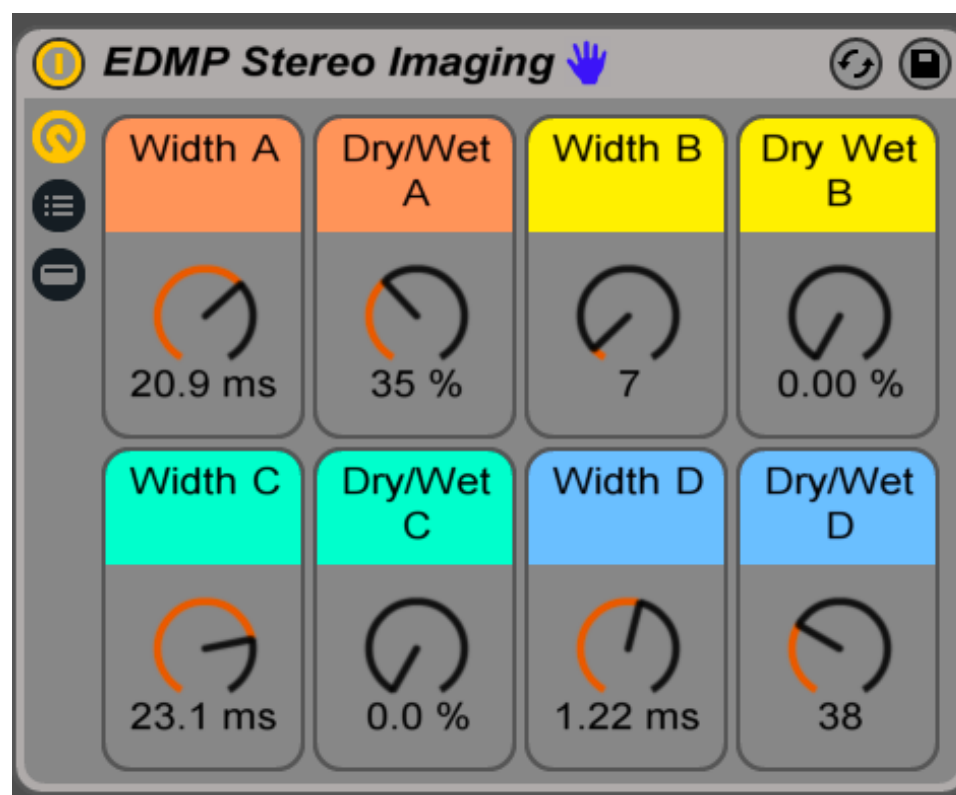 EDMP Stereo Imaging
Width A
Dry/Wet
A
Width B
Dry Wet
B
20.9 ms
35 %
7
0.00 %
Width C
Dry/Wet
C
Width D
Dry/Wet
D
23.1 ms
0.0 %
1.22 ms
38